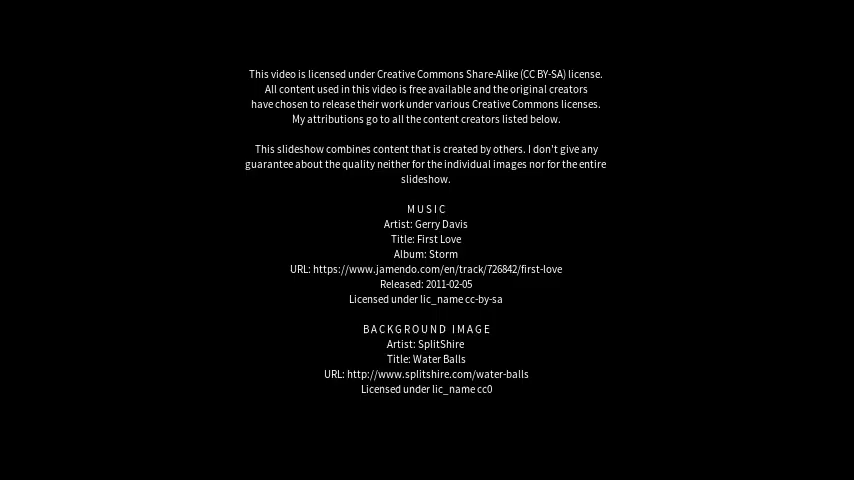 This video is licensed under Creative Commons Share-Alike (CC BY-SA) license.
All content used in this video is free available and the original creators
have chosen to release their work under various Creative Commons licenses.
My attributions go to all the content creators listed below.
This slideshow combines content that is created by others. I don't give any
guarantee about the quality neither for the individual images nor for the entire
slideshow.
MUSIC
Artist: Gerry Davis
Title: First Love
Album: Storm
URL: https://www.jamendo.com/en/track/726842/first-love
Released: 2011-02-05
Licensed under lic_name cc-by-sa
BACKGROUND IMAGE
Artist: SplitShire
Title: Water Balls
URL: http://www.splitshire.com/water-balls
Licensed under lic_name cc0